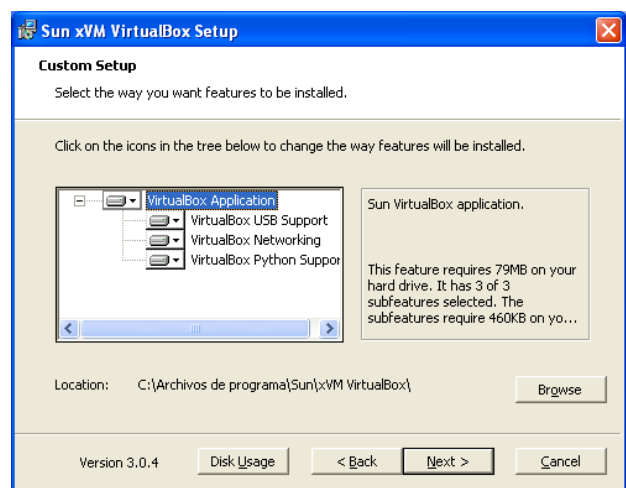 Sun xVM VirtualBox Setup
Custom Setup
Select the way you want features to be installed.
Click on the icons in the tree below to change the way features will be installed.
VirtualBox Application
VirtualBox USB Support
VirtualBox Networking
VirtualBox Python Suppor
Sun VirtualBox application.
This feature requires 79MB on your
hard drive. It has 3 of 3
subfeatures selected. The
subfeatures require 460KB on yo...
Location: C:\Archivos de programa\Sun\xVM VirtualBox\
Browse
Version 3.0.4 Disk Usage < Back Next > Cancel